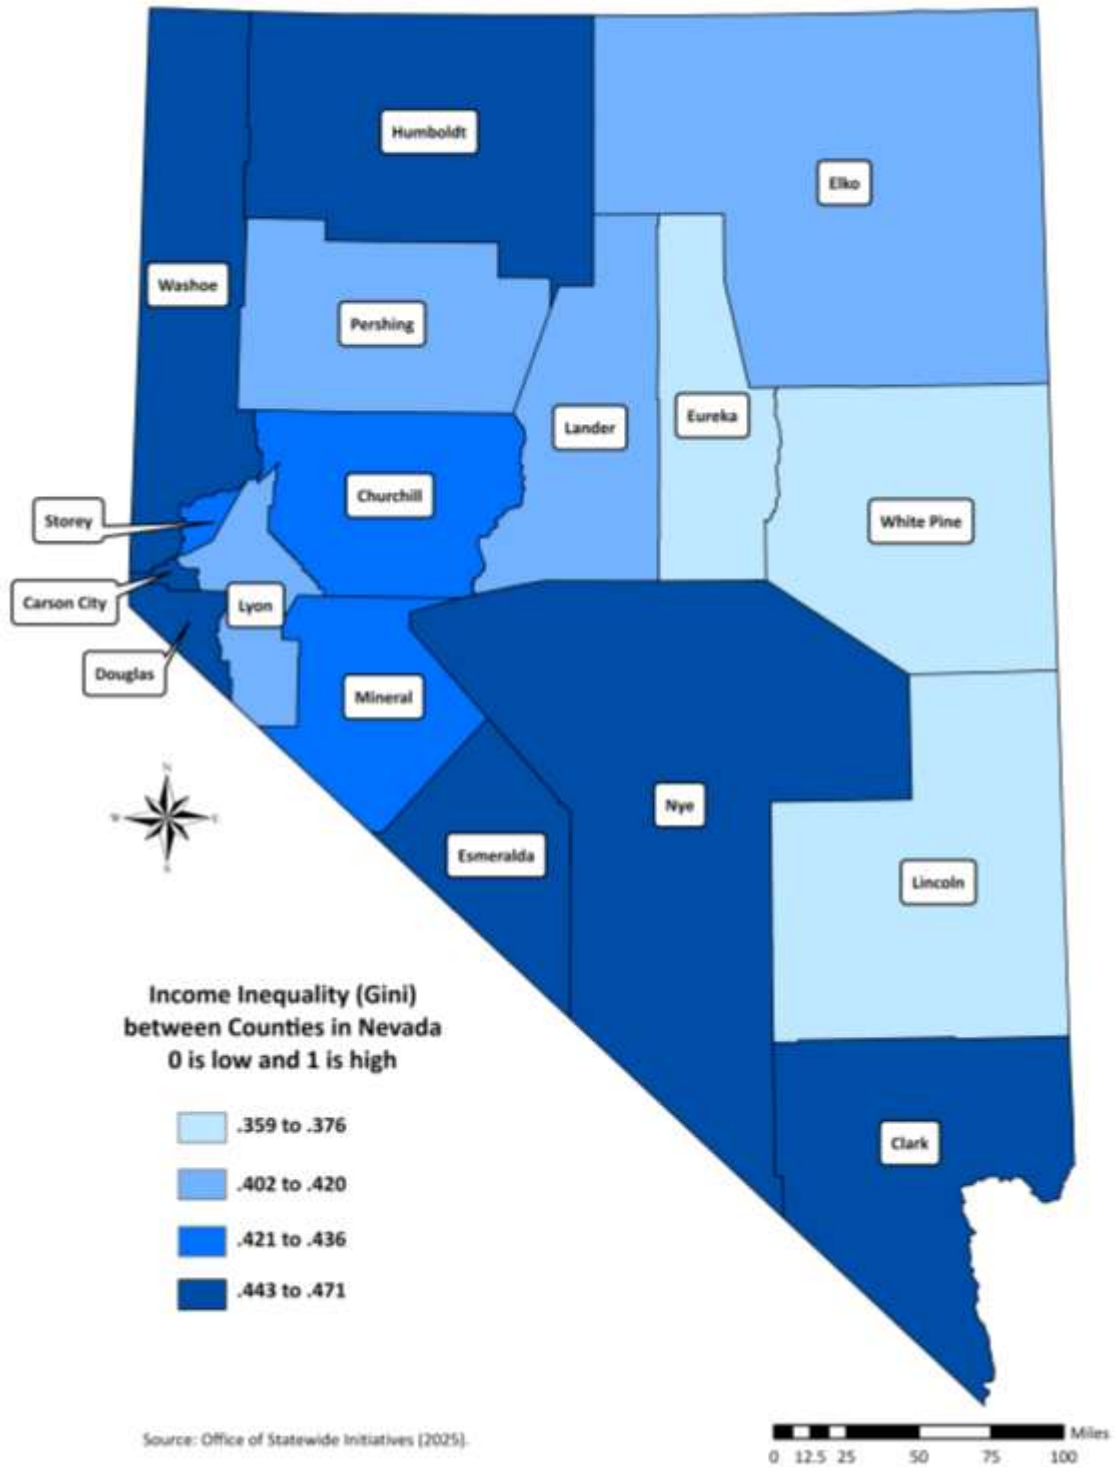 Humboldt
Elko
Washoe
Pershing
Eureka
Lander
Churchill
Storey
White Pine
Carson City
Lyon
Douglas
Mineral
N
W
E
S
Nye
Esmeralda
Lincoln
Income Inequality (Gini)
between Counties in Nevada
0 is low and 1 is high
.359 to .376
.402 to .420
.421 to .436
.443 to .471
Clark
Source: Office of Statewide Initiatives (2025).
Miles
0 12.5 25 50 75 100